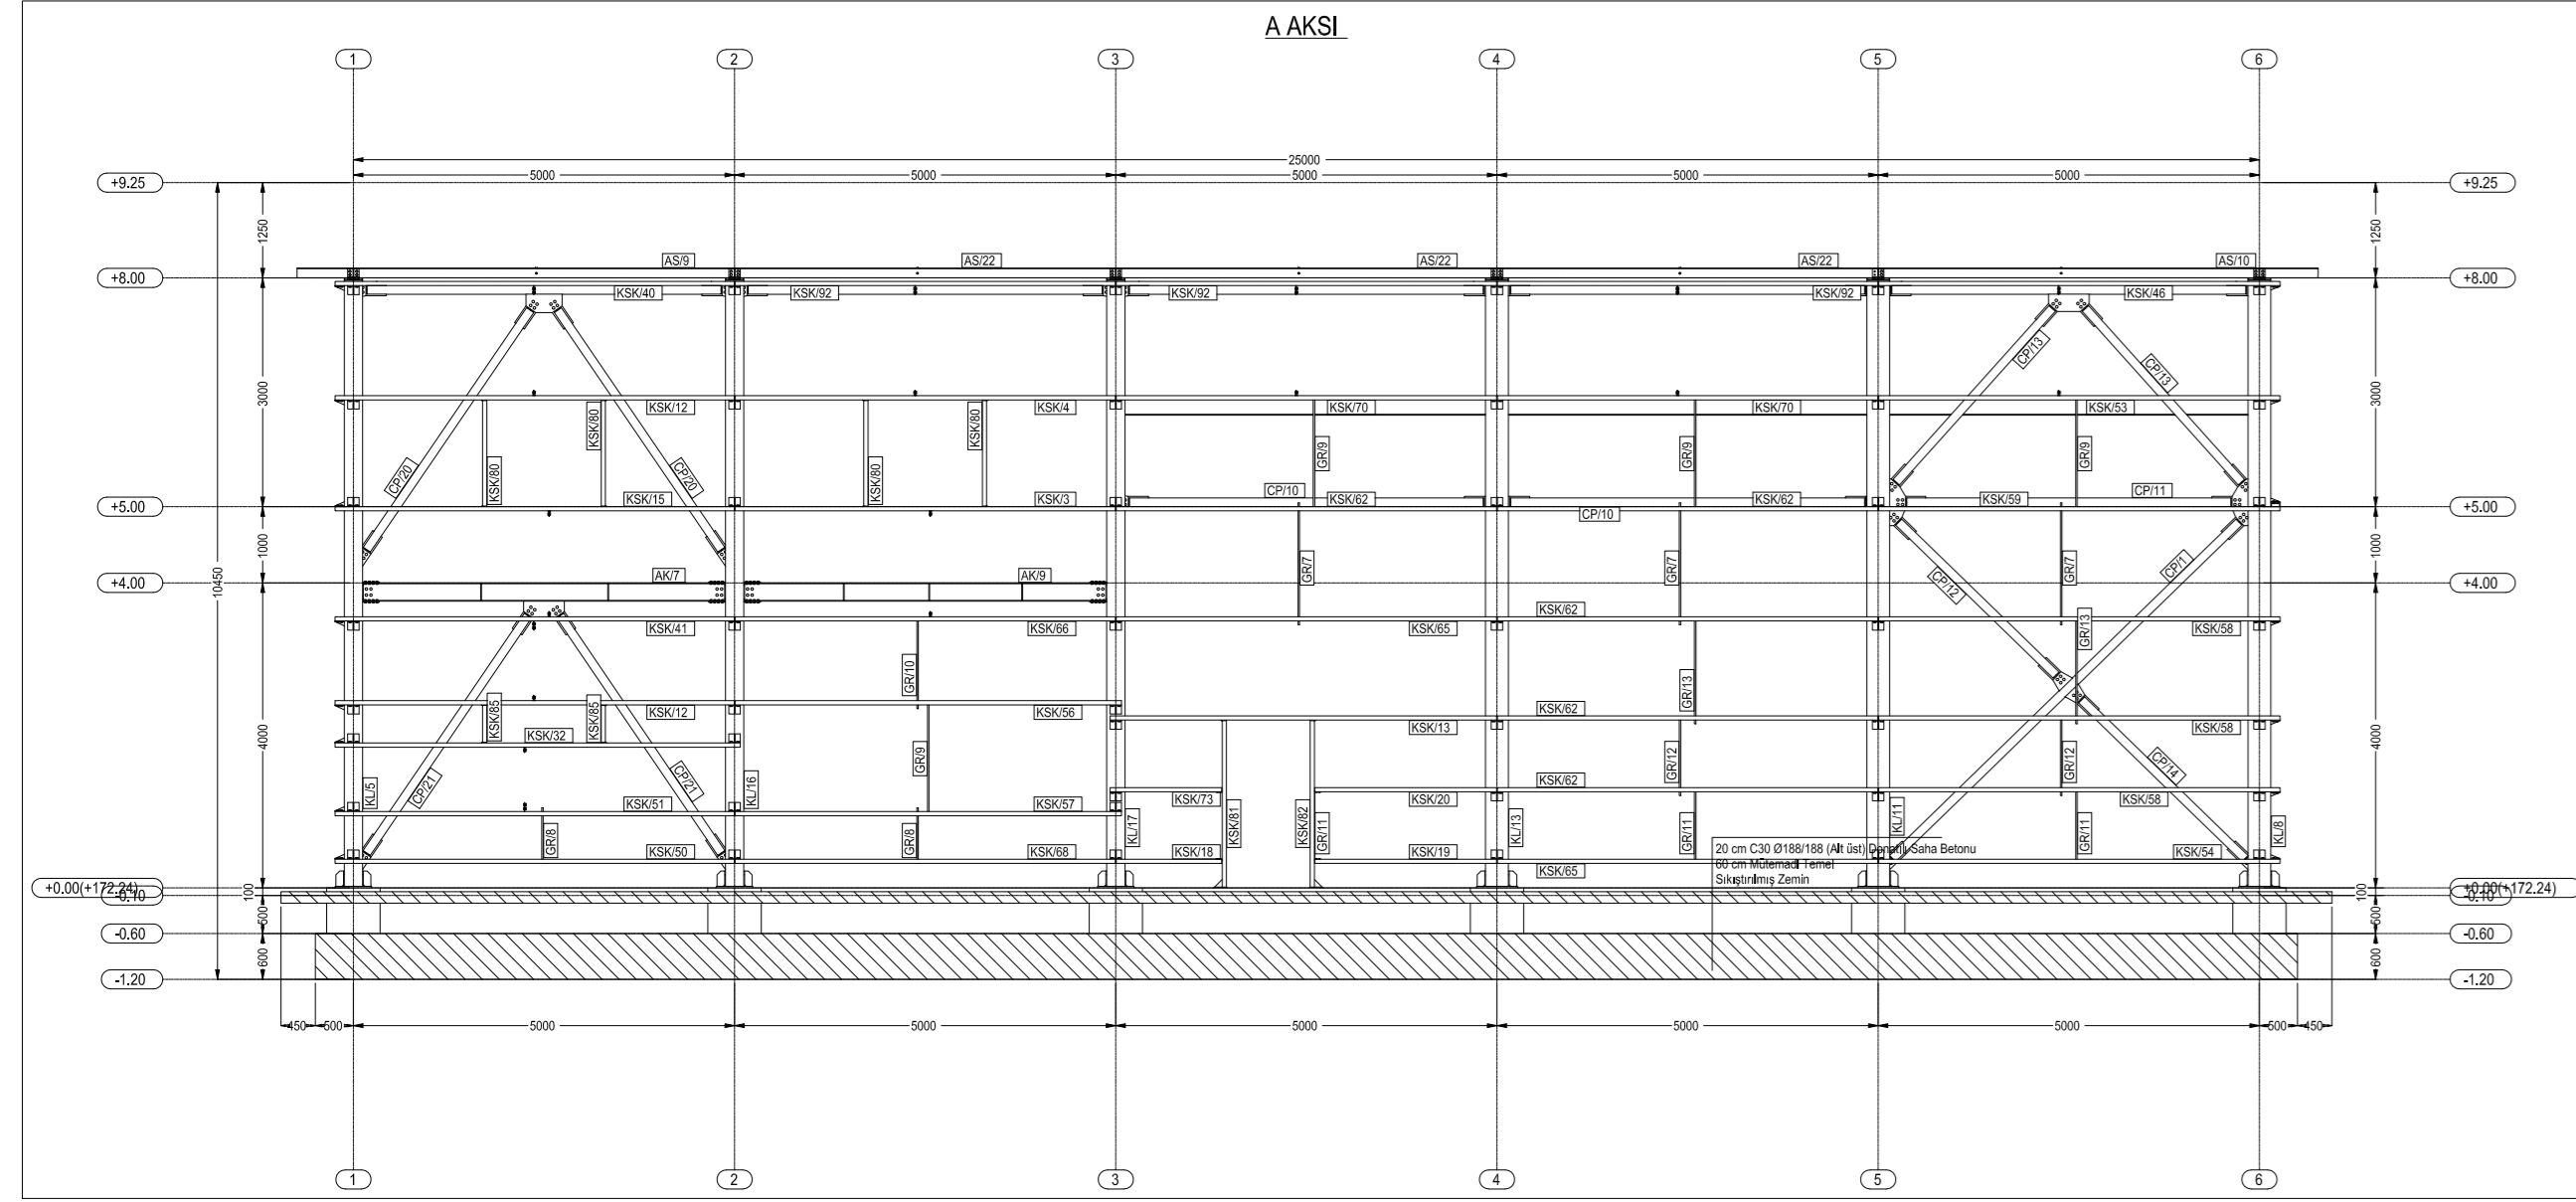 A AKSI
1 2 3 4 5 6
25000
5000 5000 5000 5000 5000
+9.25 +9.25
1250 1250
AS/9 AS/22 AS/22 AS/22 AS/10
+8.00 +8.00
KSK/40 KSK/92 KSK/92 KSK/92 KSK/46
CP/13 CP/13
3000 3000
KSK/12 KSK/4 KSK/70 KSK/70 KSK/53
KSK/80 KSK/80 KSK/80 KSK/80
GR/9 GR/9 GR/9
CP/20 CP/20
CP/10 CP/11
KSK/15 KSK/3 KSK/62 KSK/62 KSK/59
+5.00 +5.00
CP/10
1000 1000
GR/7 GR/7 GR/7
CP/12 CP/1
10450
+4.00 AK/7 AK/9 +4.00
KSK/62
KSK/41 KSK/66 KSK/65 KSK/58
GR/10 GR/13 GR/13
KSK/62
KSK/85 KSK/85
KSK/12 KSK/56 KSK/13 KSK/58
KSK/32
4000 4000
GR/9 GR/12 GR/12
CP/21 CP/21 CP/14
KL/5 KL/16
KSK/62
KSK/51 KSK/57 KSK/73 KSK/20 KSK/58
KL/17 KSK/81 KSK/82 KL/13 KL/11 KL/8
GR/8 GR/8 GR/11 GR/11 GR/11
KSK/50 KSK/68 KSK/18 KSK/19 KSK/54
KSK/65
20 cm C30 Ø188/188 (Alt üst) Donatılı Saha Betonu
60 cm Mütemadi Temel
Sıkıştırılmış Zemin
+0.00(+172.24) +0.00(+172.24)
100 100
-0.10 -0.10
500 500
-0.60 -0.60
600 600
-1.20 -1.20
450 500 5000 5000 5000 5000 5000 500 450
1 2 3 4 5 6